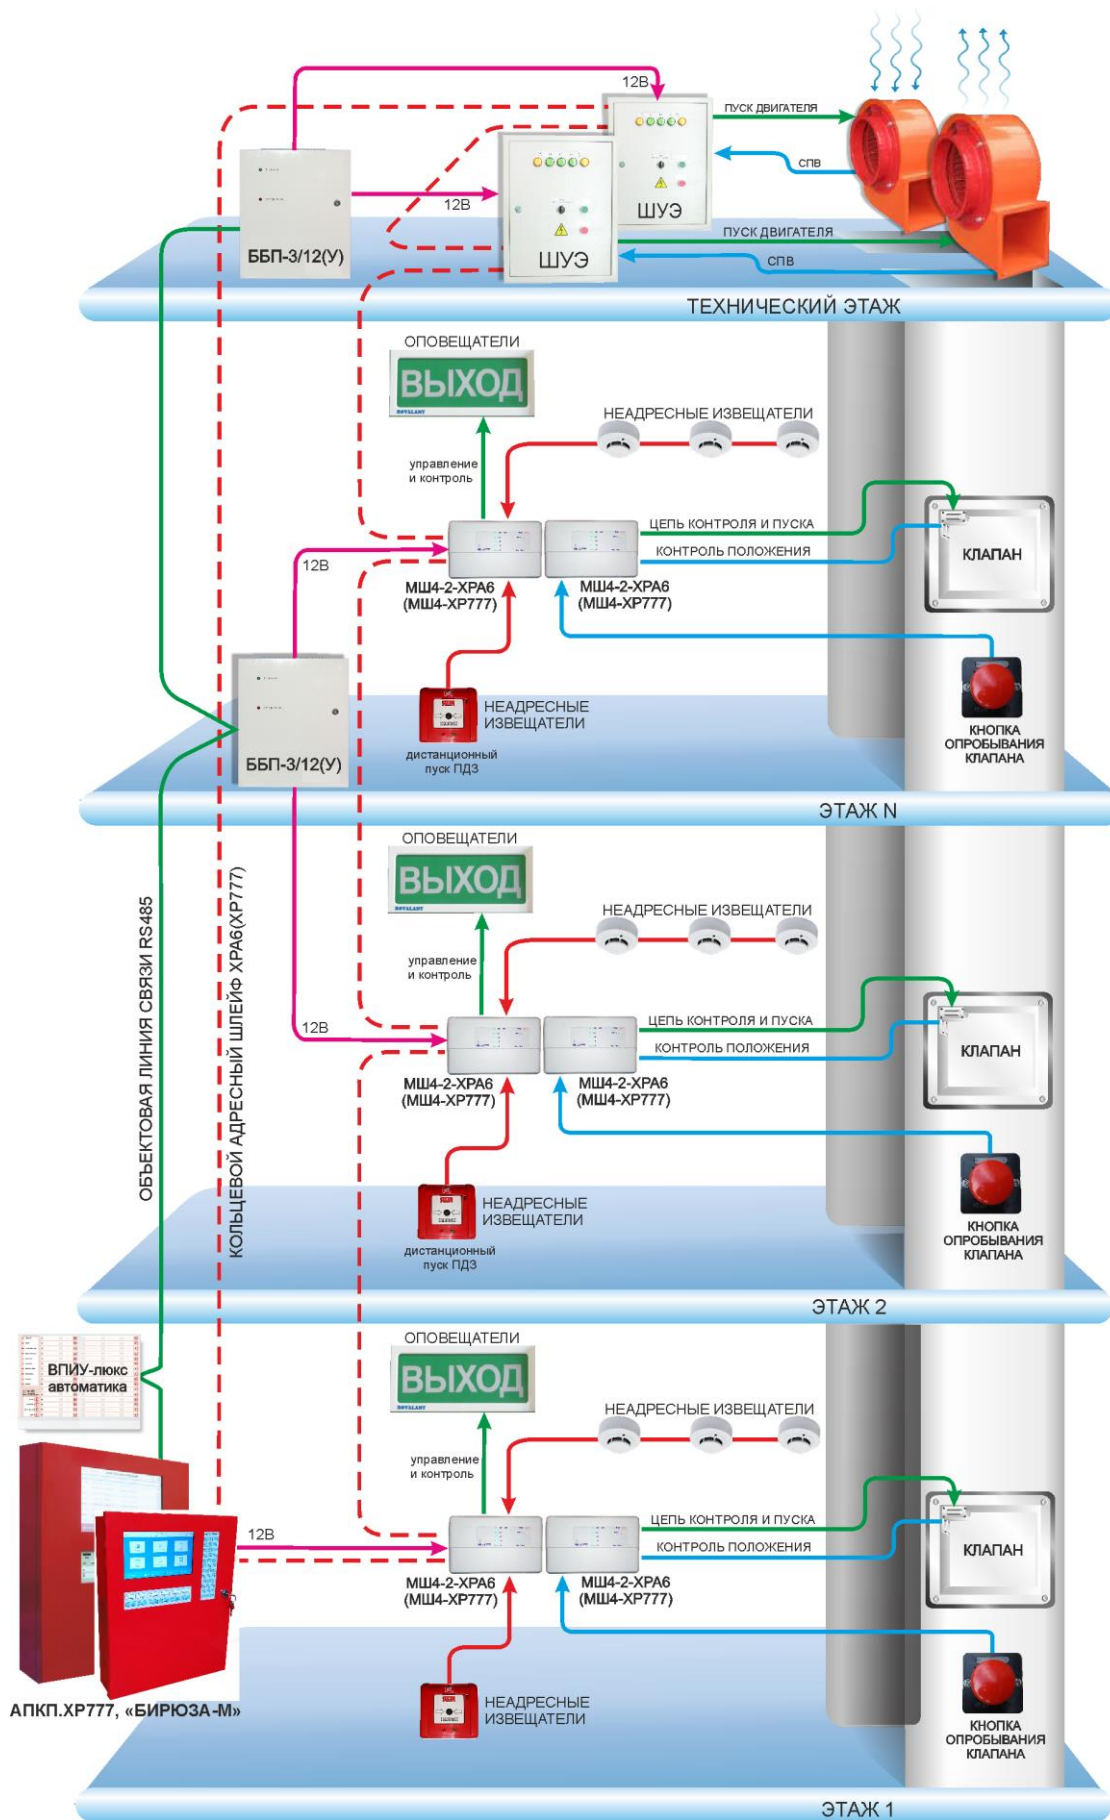 12В
ПУСК ДВИГАТЕЛЯ
СПВ
ШУЭ
12В
ББП-3/12(У)
ШУЭ
ПУСК ДВИГАТЕЛЯ
СПВ
ТЕХНИЧЕСКИЙ ЭТАЖ
ОПОВЕЩАТЕЛИ
ВЫХОД
ROVALANT
НЕАДРЕСНЫЕ ИЗВЕЩАТЕЛИ
управление
и контроль
ЦЕПЬ КОНТРОЛЯ И ПУСКА
КОНТРОЛЬ ПОЛОЖЕНИЯ
КЛАПАН
12В
МШ4-2-ХРА6
(МШ4-ХР777)
МШ4-2-ХРА6
(МШ4-ХР777)
ББП-3/12(У)
НЕАДРЕСНЫЕ
ИЗВЕЩАТЕЛИ
дистанционный
пуск ПДЗ
КНОПКА
ОПРОБЫВАНИЯ
КЛАПАНА
ЭТАЖ N
ОБЪЕКТОВАЯ ЛИНИЯ СВЯЗИ RS485
КОЛЬЦЕВОЙ АДРЕСНЫЙ ШЛЕЙФ ХРА6(ХР777)
ОПОВЕЩАТЕЛИ
ВЫХОД
ROVALANT
НЕАДРЕСНЫЕ ИЗВЕЩАТЕЛИ
управление
и контроль
ЦЕПЬ КОНТРОЛЯ И ПУСКА
КОНТРОЛЬ ПОЛОЖЕНИЯ
КЛАПАН
12В
МШ4-2-ХРА6
(МШ4-ХР777)
МШ4-2-ХРА6
(МШ4-ХР777)
НЕАДРЕСНЫЕ
ИЗВЕЩАТЕЛИ
дистанционный
пуск ПДЗ
КНОПКА
ОПРОБЫВАНИЯ
КЛАПАНА
ЭТАЖ 2
ВПИУ-люкс
автоматика
ОПОВЕЩАТЕЛИ
ВЫХОД
ROVALANT
НЕАДРЕСНЫЕ ИЗВЕЩАТЕЛИ
управление
и контроль
ЦЕПЬ КОНТРОЛЯ И ПУСКА
КОНТРОЛЬ ПОЛОЖЕНИЯ
КЛАПАН
12В
МШ4-2-ХРА6
(МШ4-ХР777)
МШ4-2-ХРА6
(МШ4-ХР777)
АПКП.ХР777, «БИРЮЗА-М»
НЕАДРЕСНЫЕ
ИЗВЕЩАТЕЛИ
КНОПКА
ОПРОБЫВАНИЯ
КЛАПАНА
ЭТАЖ 1